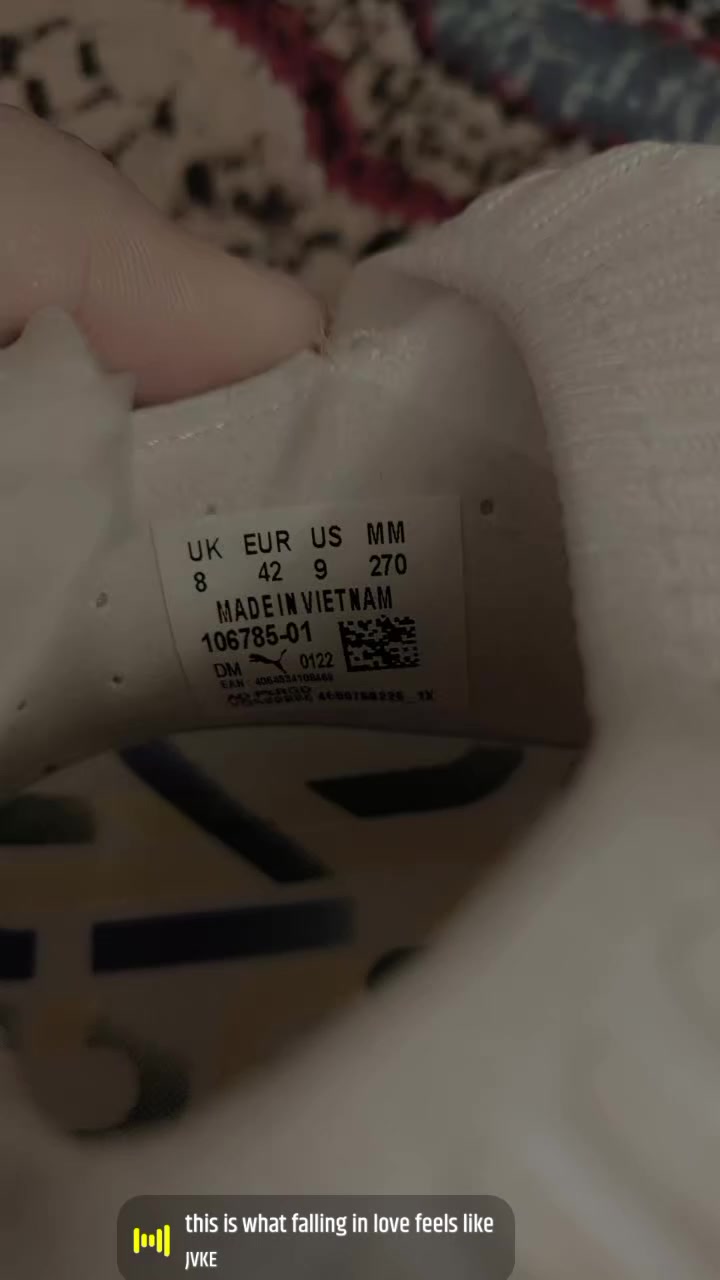 UK EUR US MM
8 42 9 270
MADE IN VIETNAM
106785-01
DM 0122
EAN:
this is what falling in love feels like
JVKE